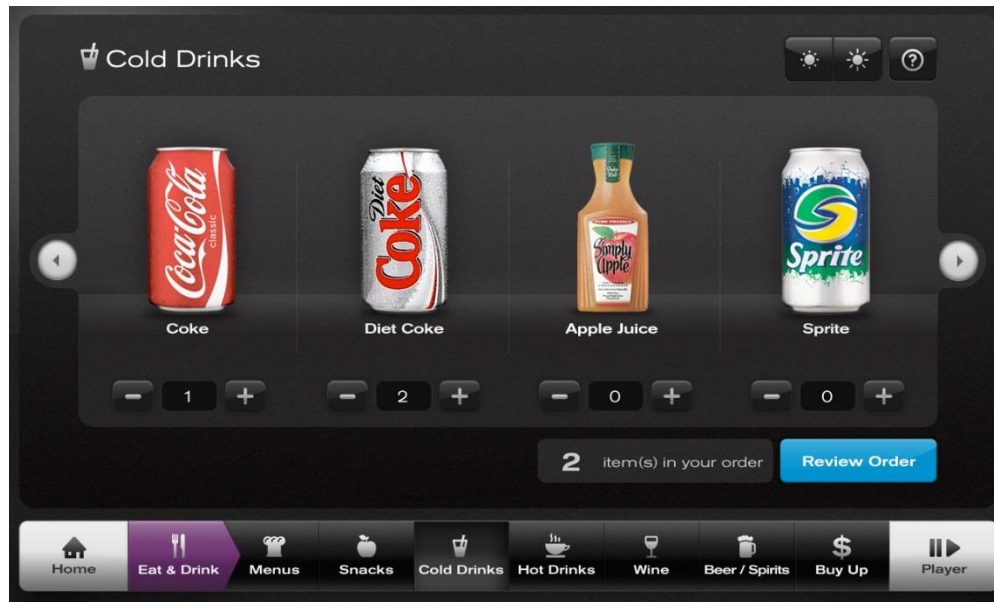 Cold Drinks
Coca-Cola
classic
Diet
Coke
Simply
Apple
Sprite
Coke
Diet Coke
Apple Juice
Sprite
1
2
0
0
2 item(s) in your order
Review Order
Home
Eat & Drink
Menus
Snacks
Cold Drinks
Hot Drinks
Wine
Beer / Spirits
Buy Up
Player